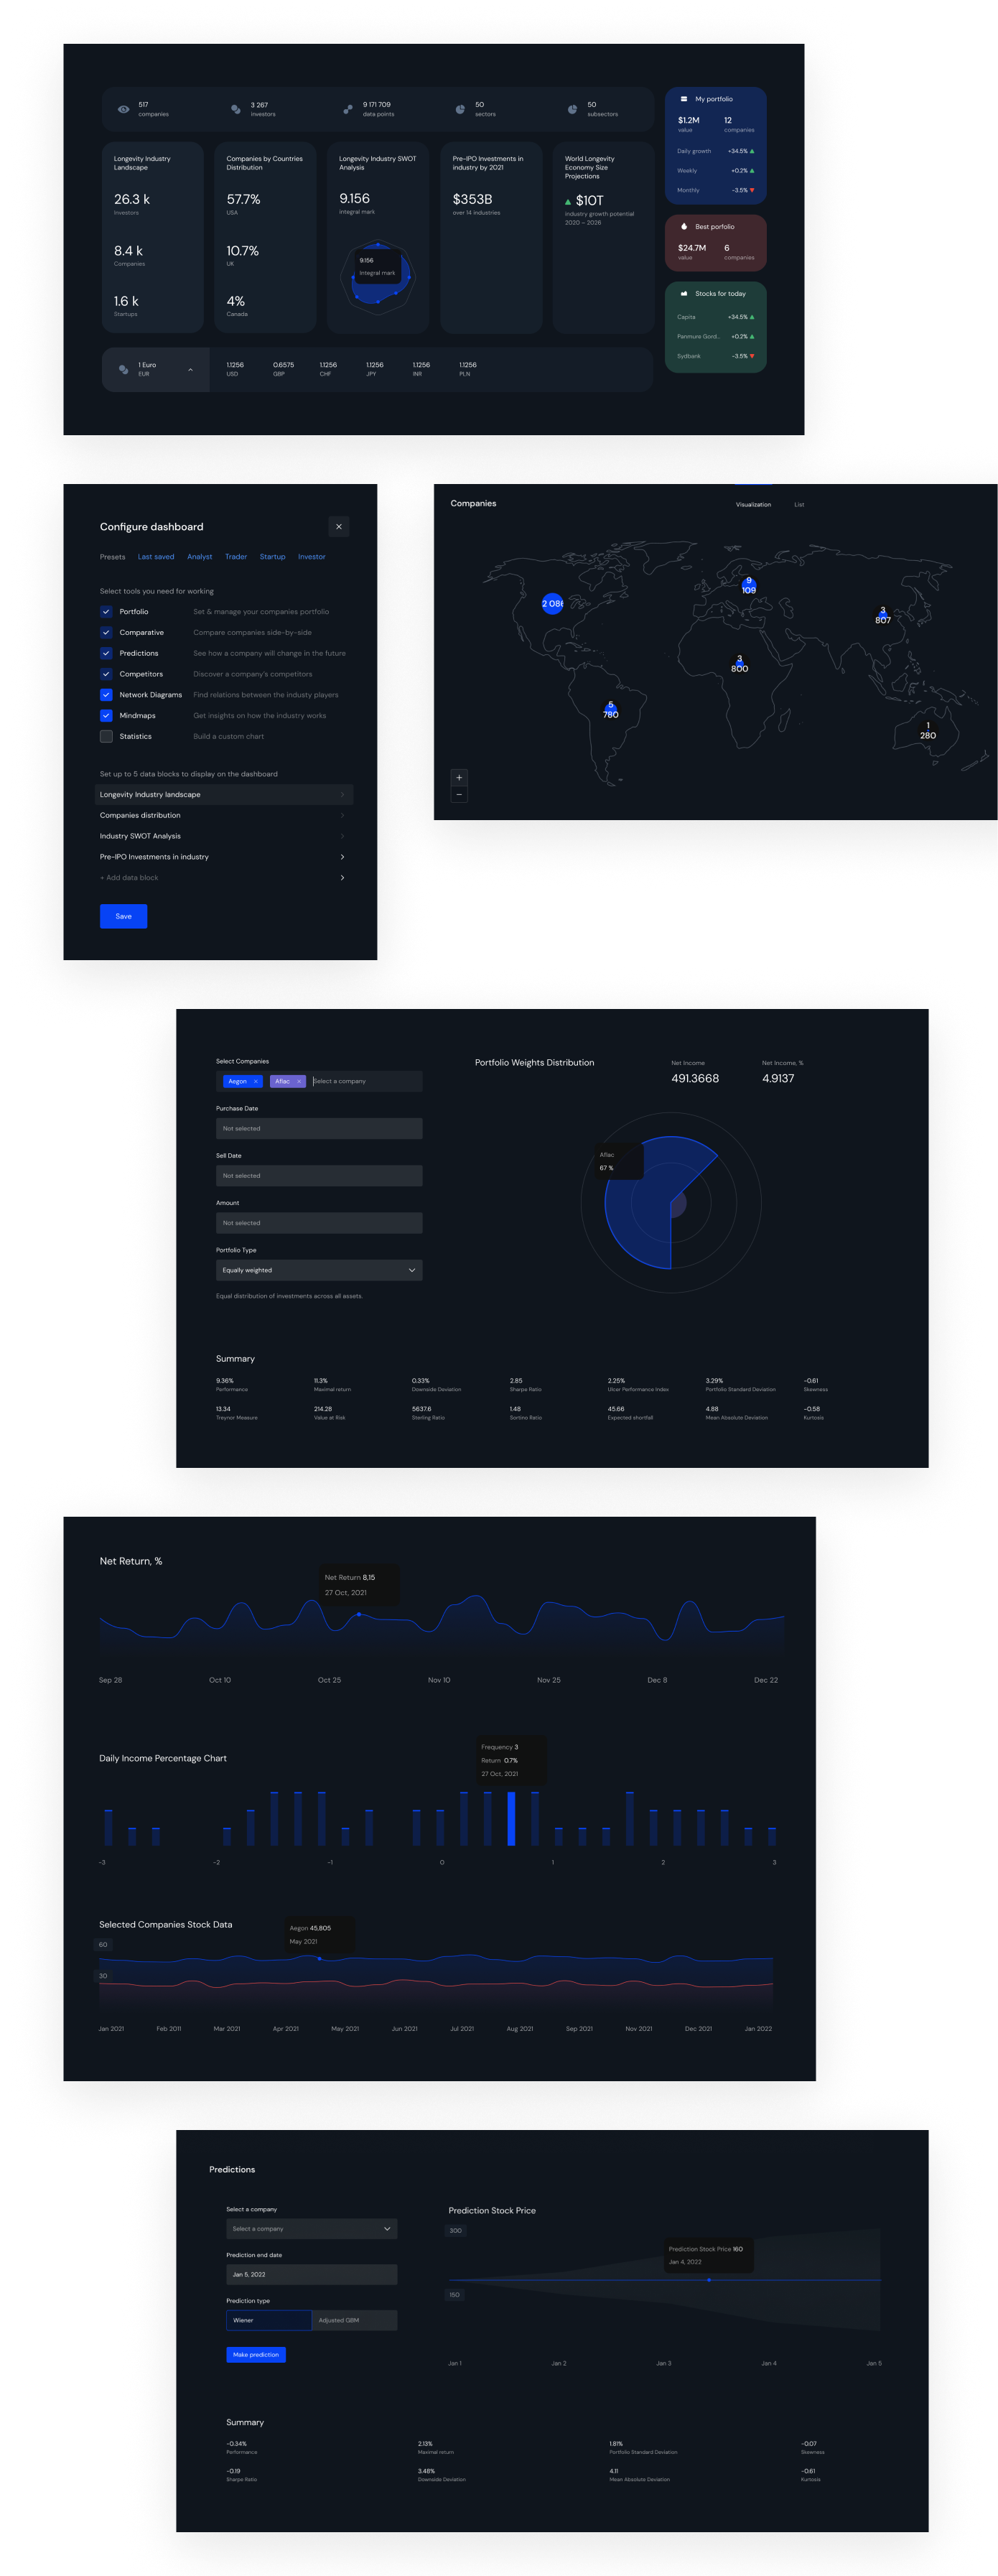 517
companies
3 267
investors
9 171 709
data points
50
sectors
50
subsectors
Longevity Industry
Landscape
26.3 k
Investors
8.4 k
Companies
1.6 k
Startups
Companies by Countries
Distribution
57.7%
USA
10.7%
UK
4%
Canada
Longevity Industry SWOT
Analysis
9.156
integral mark
9.156
integral mark
Pre-IPO Investments in
industry by 2021
$353B
over 14 industries
World Longevity
Economy Size
Projections
$10T
industry growth potential
2020 – 2026
1 Euro
EUR
1.1256
USD
0.6575
GBP
1.1256
CHF
1.1256
JPY
1.1256
INR
1.1256
PLN
My portfolio
$1.2M
value
12
companies
Daily growth +34.5%
Weekly +0.2%
Monthly -3.5%
Best porfolio
$24.7M
value
6
companies
Stocks for today
Capita +34.5%
Panmure Gord.. +0.2%
Sydbank -3.5%
Configure dashboard
Presets Last saved Analyst Trader Startup Investor
Select tools you need for working
Portfolio Set & manage your companies portfolio
Comparative Compare companies side-by-side
Predictions See how a company will change in the future
Competitors Discover a company's competitors
Network Diagrams Find relations between the industy players
Mindmaps Get insights on how the industry works
Statistics Build a custom chart
Set up to 5 data blocks to display on the dashboard
Longevity Industry landscape
Companies distribution
Industry SWOT Analysis
Pre-IPO Investments in industry
+ Add data block
Save
Companies
Visualization
List
2 086
9
109
3
807
3
800
5
780
1
280
+
−
Select Companies
Aegon × Aflac × Select a company
Purchase Date
Not selected
Sell Date
Not selected
Amount
Not selected
Portfolio Type
Equally weighted
Equal distribution of investments across all assets.
Portfolio Weights Distribution
Net Income
491.3668
Net Income, %
4.9137
Aflac
67 %
Summary
9.36%
Performance
11.3%
Maximal return
0.33%
Downside Deviation
2.85
Sharpe Ratio
2.25%
Ulcer Performance Index
3.29%
Portfolio Standard Deviation
-0.61
Skewness
13.34
Treynor Measure
214.28
Value at Risk
5637.6
Sterling Ratio
1.48
Sortino Ratio
45.66
Expected shortfall
4.88
Mean Absolute Deviation
-0.58
Kurtosis
Net Return, %
Net Return 8,15
27 Oct, 2021
Sep 28 Oct 10 Oct 25 Nov 10 Nov 25 Dec 8 Dec 22
Daily Income Percentage Chart
Frequency 3
Return 0.7%
27 Oct, 2021
-3 -2 -1 0 1 2 3
Selected Companies Stock Data
Aegon 45,805
May 2021
60
30
Jan 2021 Feb 2011 Mar 2021 Apr 2021 May 2021 Jun 2021 Jul 2021 Aug 2021 Sep 2021 Nov 2021 Dec 2021 Jan 2022
Predictions
Select a company
Select a company
Prediction end date
Jan 5, 2022
Prediction type
Wiener
Adjusted GBM
Make prediction
Prediction Stock Price
300
150
Prediction Stock Price 160
Jan 4, 2022
Jan 1 Jan 2 Jan 3 Jan 4 Jan 5
Summary
-0.34%
Performance
2.13%
Maximal return
1.81%
Portfolio Standard Deviation
-0.07
Skewness
-0.19
Sharpe Ratio
3.48%
Downside Deviation
4.11
Mean Absolute Deviation
-0.61
Kurtosis